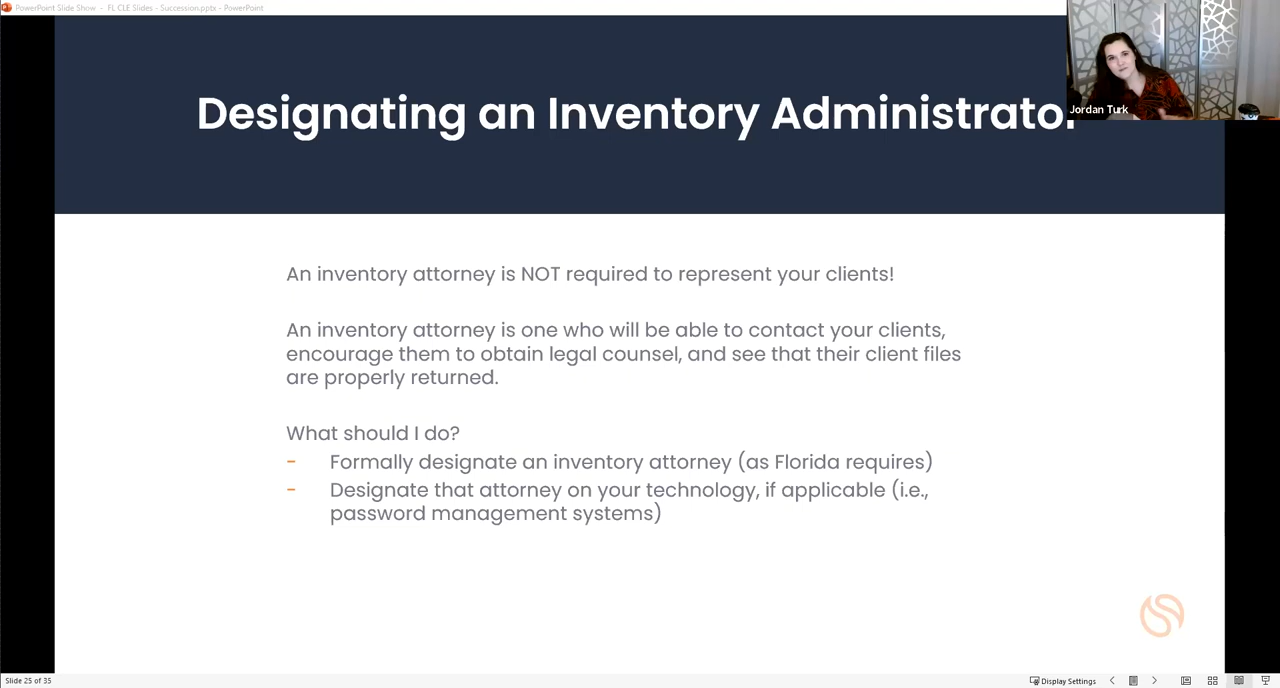 PowerPoint Slide Show - FL CLE Slides - Succession.pptx - PowerPoint
Designating an Inventory Administrator
Jordan Turk
An inventory attorney is NOT required to represent your clients!
An inventory attorney is one who will be able to contact your clients,
encourage them to obtain legal counsel, and see that their client files
are properly returned.
What should I do?
- Formally designate an inventory attorney (as Florida requires)
- Designate that attorney on your technology, if applicable (i.e.,
password management systems)
Slide 25 of 35
Display Settings